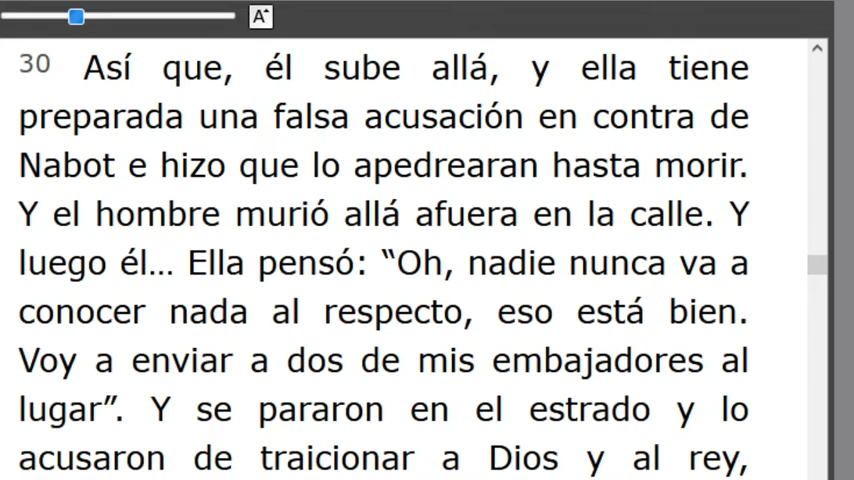 A
30 Así que, él sube allá, y ella tiene
preparada una falsa acusación en contra de
Nabot e hizo que lo apedrearan hasta morir.
Y el hombre murió allá afuera en la calle. Y
luego él... Ella pensó: “Oh, nadie nunca va a
conocer nada al respecto, eso está bien.
Voy a enviar a dos de mis embajadores al
lugar”. Y se pararon en el estrado y lo
acusaron de traicionar a Dios y al rey,